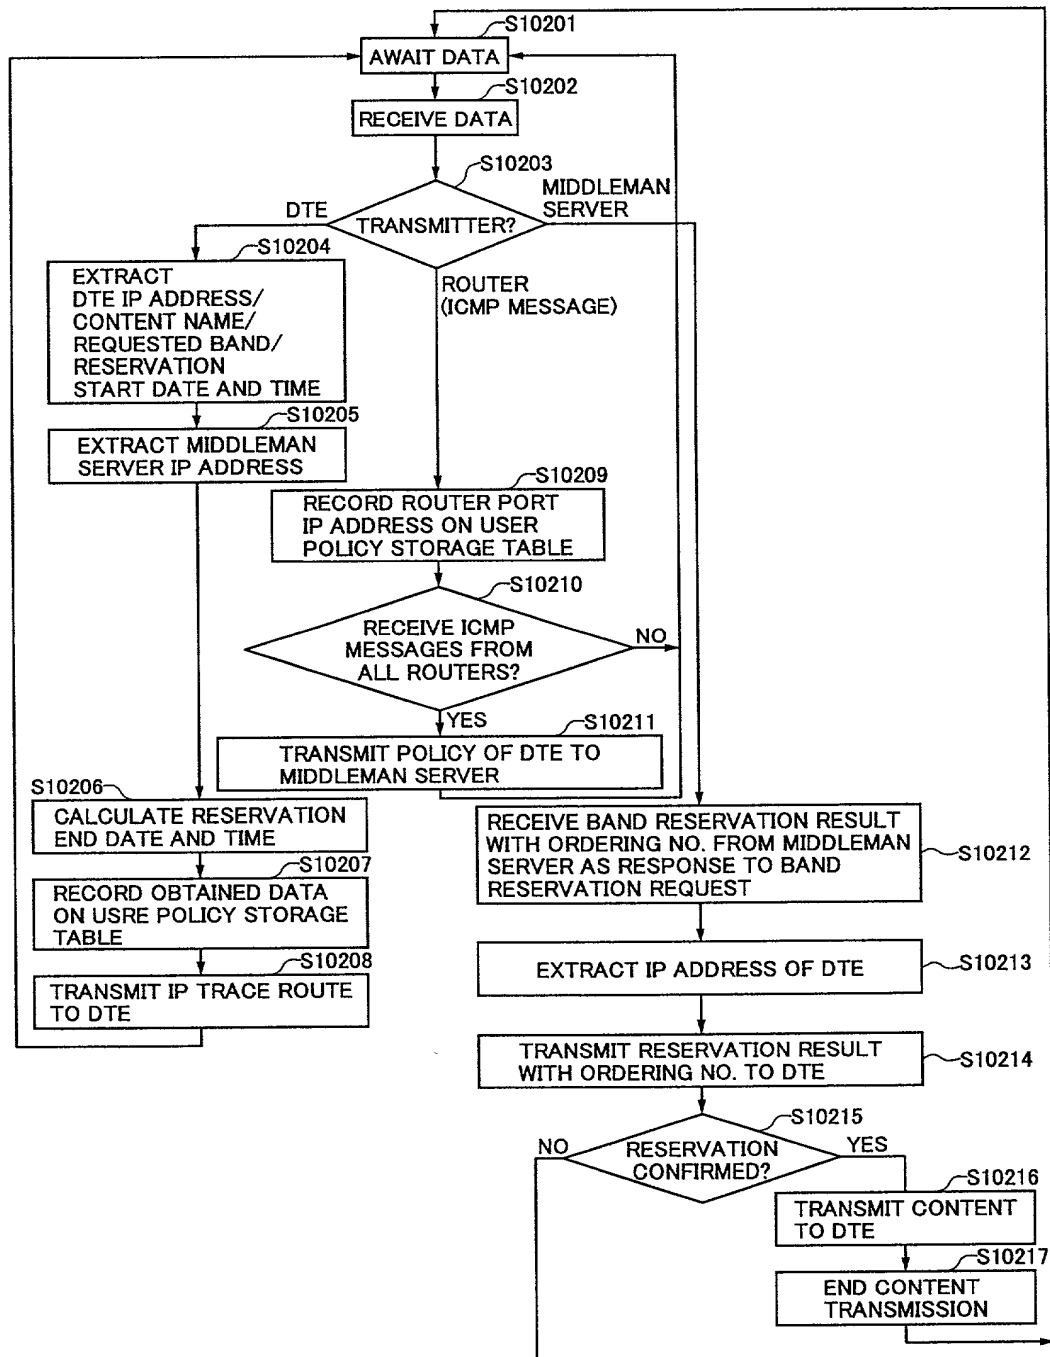 S10201
AWAIT DATA
S10202
RECEIVE DATA
S10203
TRANSMITTER?
DTE
MIDDLEMAN
SERVER
ROUTER
(ICMP MESSAGE)
S10204
EXTRACT
DTE IP ADDRESS/
CONTENT NAME/
REQUESTED BAND/
RESERVATION
START DATE AND TIME
S10205
EXTRACT MIDDLEMAN
SERVER IP ADDRESS
S10209
RECORD ROUTER PORT
IP ADDRESS ON USER
POLICY STORAGE TABLE
S10210
RECEIVE ICMP
MESSAGES FROM
ALL ROUTERS?
NO
YES
S10211
TRANSMIT POLICY OF DTE TO
MIDDLEMAN SERVER
S10206
CALCULATE RESERVATION
END DATE AND TIME
S10207
RECORD OBTAINED DATA
ON USRE POLICY STORAGE
TABLE
S10208
TRANSMIT IP TRACE ROUTE
TO DTE
RECEIVE BAND RESERVATION RESULT
WITH ORDERING NO. FROM MIDDLEMAN
SERVER AS RESPONSE TO BAND
RESERVATION REQUEST
S10212
EXTRACT IP ADDRESS OF DTE
S10213
TRANSMIT RESERVATION RESULT
WITH ORDERING NO. TO DTE
S10214
S10215
RESERVATION
CONFIRMED?
NO
YES
S10216
TRANSMIT CONTENT
TO DTE
S10217
END CONTENT
TRANSMISSION